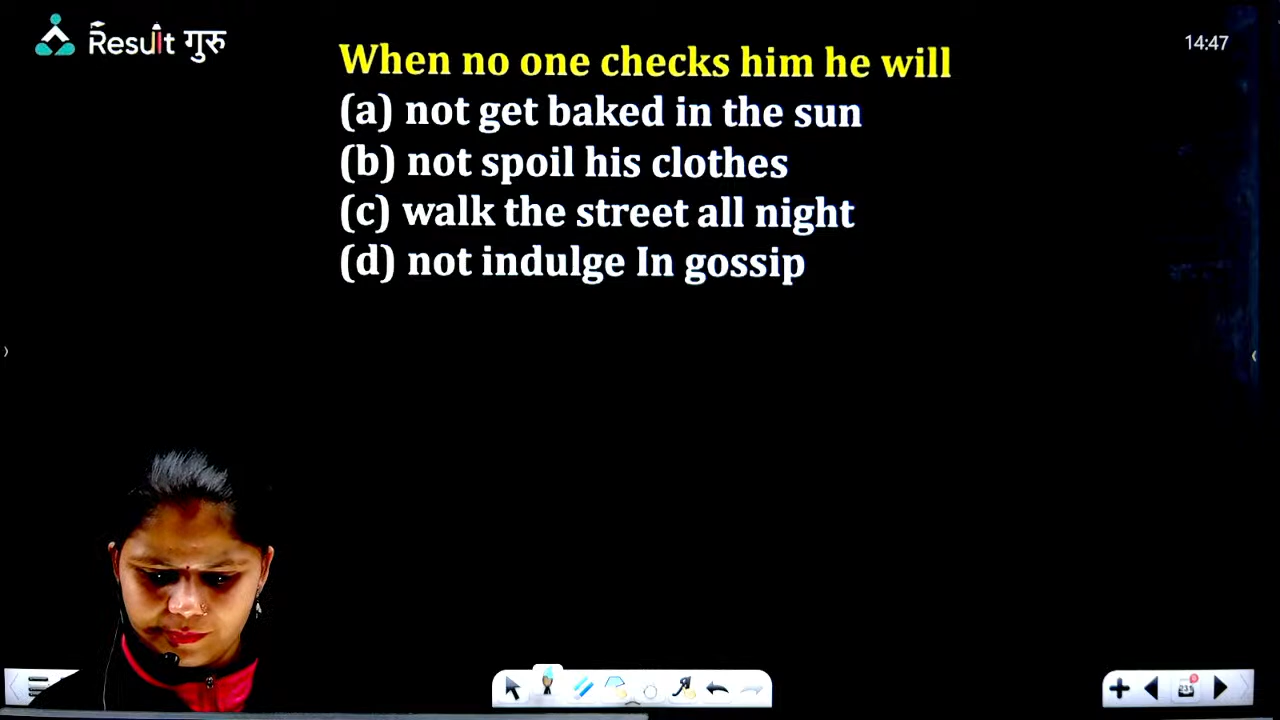 Result गुरु
14:47
When no one checks him he will
(a) not get baked in the sun
(b) not spoil his clothes
(c) walk the street all night
(d) not indulge In gossip